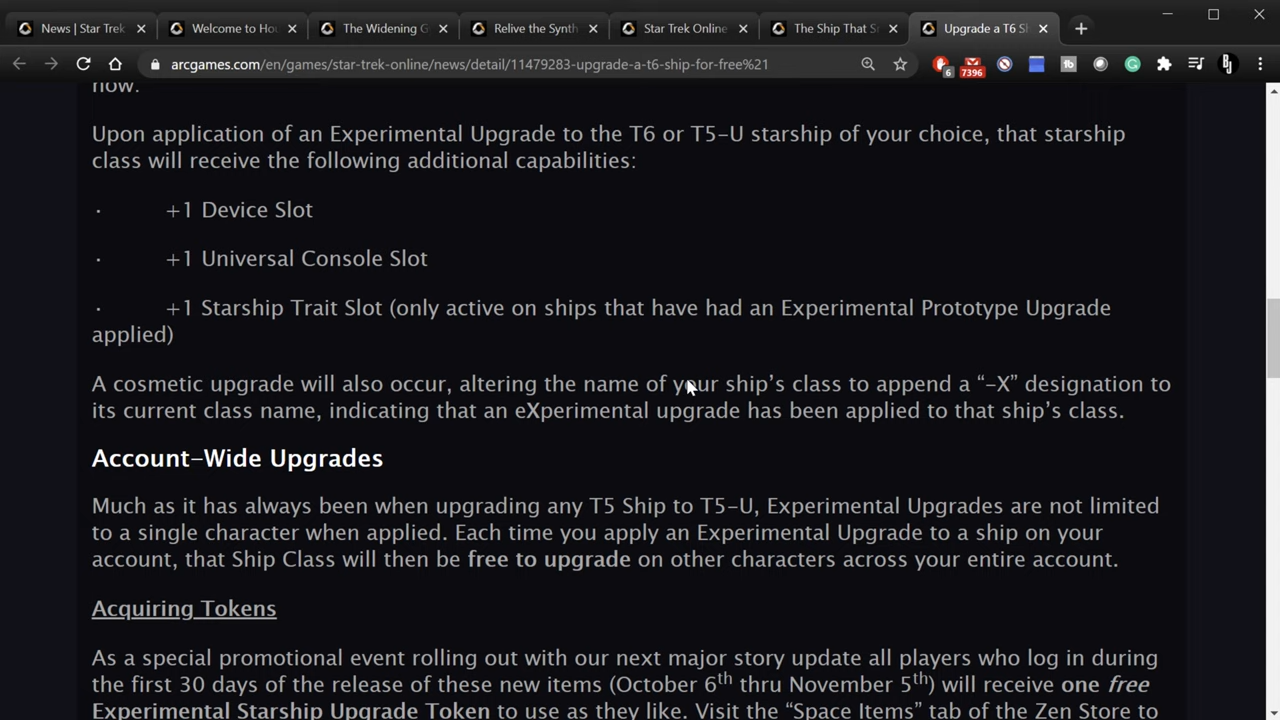 News | Star Trek
Welcome to Hou
The Widening G
Relive the Synth
Star Trek Online
The Ship That S
Upgrade a T6 Sh
arcgames.com/en/games/star-trek-online/news/detail/11479283-upgrade-a-t6-ship-for-free%21
6
7396
tb
now.
Upon application of an Experimental Upgrade to the T6 or T5-U starship of your choice, that starship
class will receive the following additional capabilities:
· +1 Device Slot
· +1 Universal Console Slot
· +1 Starship Trait Slot (only active on ships that have had an Experimental Prototype Upgrade
applied)
A cosmetic upgrade will also occur, altering the name of your ship’s class to append a “-X” designation to
its current class name, indicating that an eXperimental upgrade has been applied to that ship’s class.
Account-Wide Upgrades
Much as it has always been when upgrading any T5 Ship to T5-U, Experimental Upgrades are not limited
to a single character when applied. Each time you apply an Experimental Upgrade to a ship on your
account, that Ship Class will then be free to upgrade on other characters across your entire account.
Acquiring Tokens
As a special promotional event rolling out with our next major story update all players who log in during
the first 30 days of the release of these new items (October 6th thru November 5th) will receive one free
Experimental Starship Upgrade Token to use as they like. Visit the “Space Items” tab of the Zen Store to